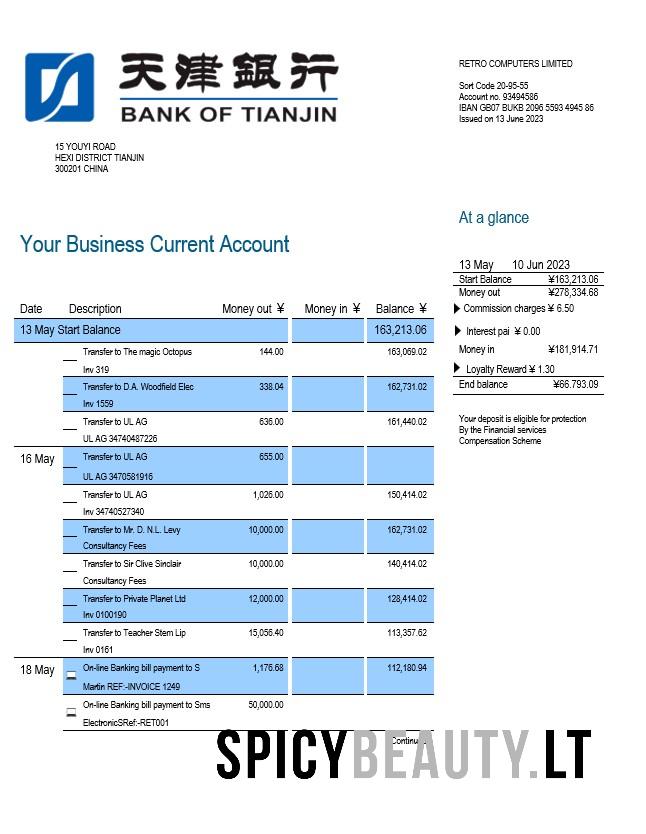 天津銀行
BANK OF TIANJIN
15 YOUYI ROAD
HEXI DISTRICT TIANJIN
300201 CHINA
RETRO COMPUTERS LIMITED
Sort Code 20-95-55
Account no. 93494586
IBAN GB07 BUKB 2096 5593 4945 86
Issued on 13 June 2023
Your Business Current Account
At a glance
13 May 10 Jun 2023
Start Balance ¥163,213.06
Money out ¥278,334.68
Commission charges ¥ 6.50
Interest pai ¥ 0.00
Money in ¥181,914.71
Loyalty Reward ¥ 1.30
End balance ¥66.793.09
Your deposit is eligible for protection
By the Financial services
Compensation Scheme
Date Description Money out ¥ Money in ¥ Balance ¥
13 May Start Balance 163,213.06
Transfer to The magic Octopus 144.00 163,069.02
Inv 319
Transfer to D.A. Woodfield Elec 338.04 162,731.02
Inv 1559
Transfer to UL AG 636.00 161,440.02
UL AG 34740487226
16 May Transfer to UL AG 655.00
UL AG 3470581916
Transfer to UL AG 1,026.00 150,414.02
Inv 34740527340
Transfer to Mr. D. N.L. Levy 10,000.00 162,731.02
Consultancy Fees
Transfer to Sir Clive Sinclair 10,000.00 140,414.02
Consultancy Fees
Transfer to Private Planet Ltd 12,000.00 128,414.02
Inv 0100190
Transfer to Teacher Stem Lip 15,056.40 113,357.62
Inv 0161
18 May On-line Banking bill payment to S 1,176.68 112,180.94
Martin REF:-INVOICE 1249
On-line Banking bill payment to Sms 50,000.00
ElectronicSRef:-RET001
SPICYBEAUTY.LT